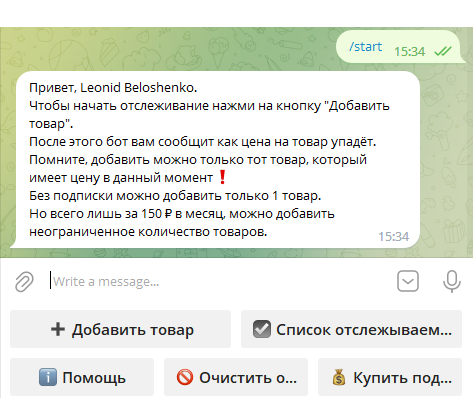 /start 15:34
Привет, Leonid Beloshenko.
Чтобы начать отслеживание нажми на кнопку "Добавить
товар".
После этого бот вам сообщит как цена на товар упадёт.
Помните, добавить можно только тот товар, который
имеет цену в данный момент❗
Без подписки можно добавить только 1 товар.
Но всего лишь за 150 ₽ в месяц, можно добавить
неограниченное количество товаров.
15:34
Write a message...
➕ Добавить товар
☑️ Список отслеживаем...
ℹ️ Помощь
🚫 Очистить о...
💰 Купить под...